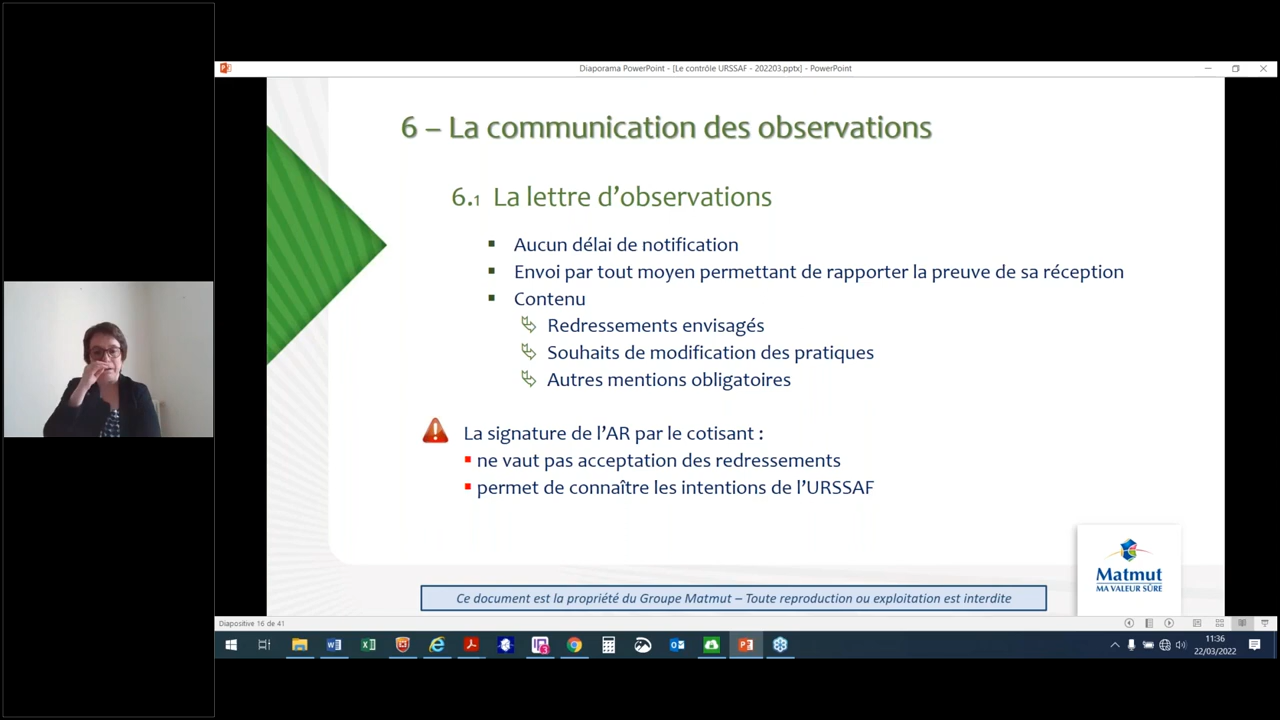 Diaporama PowerPoint - [Le contrôle URSSAF - 202203.pptx] - PowerPoint
6 – La communication des observations
6.1 La lettre d’observations
Aucun délai de notification
Envoi par tout moyen permettant de rapporter la preuve de sa réception
Contenu
Redressements envisagés
Souhaits de modification des pratiques
Autres mentions obligatoires
La signature de l’AR par le cotisant :
ne vaut pas acceptation des redressements
permet de connaître les intentions de l’URSSAF
Matmut
MA VALEUR SÛRE
Ce document est la propriété du Groupe Matmut – Toute reproduction ou exploitation est interdite
Diapositive 16 de 41
11:36
22/03/2022